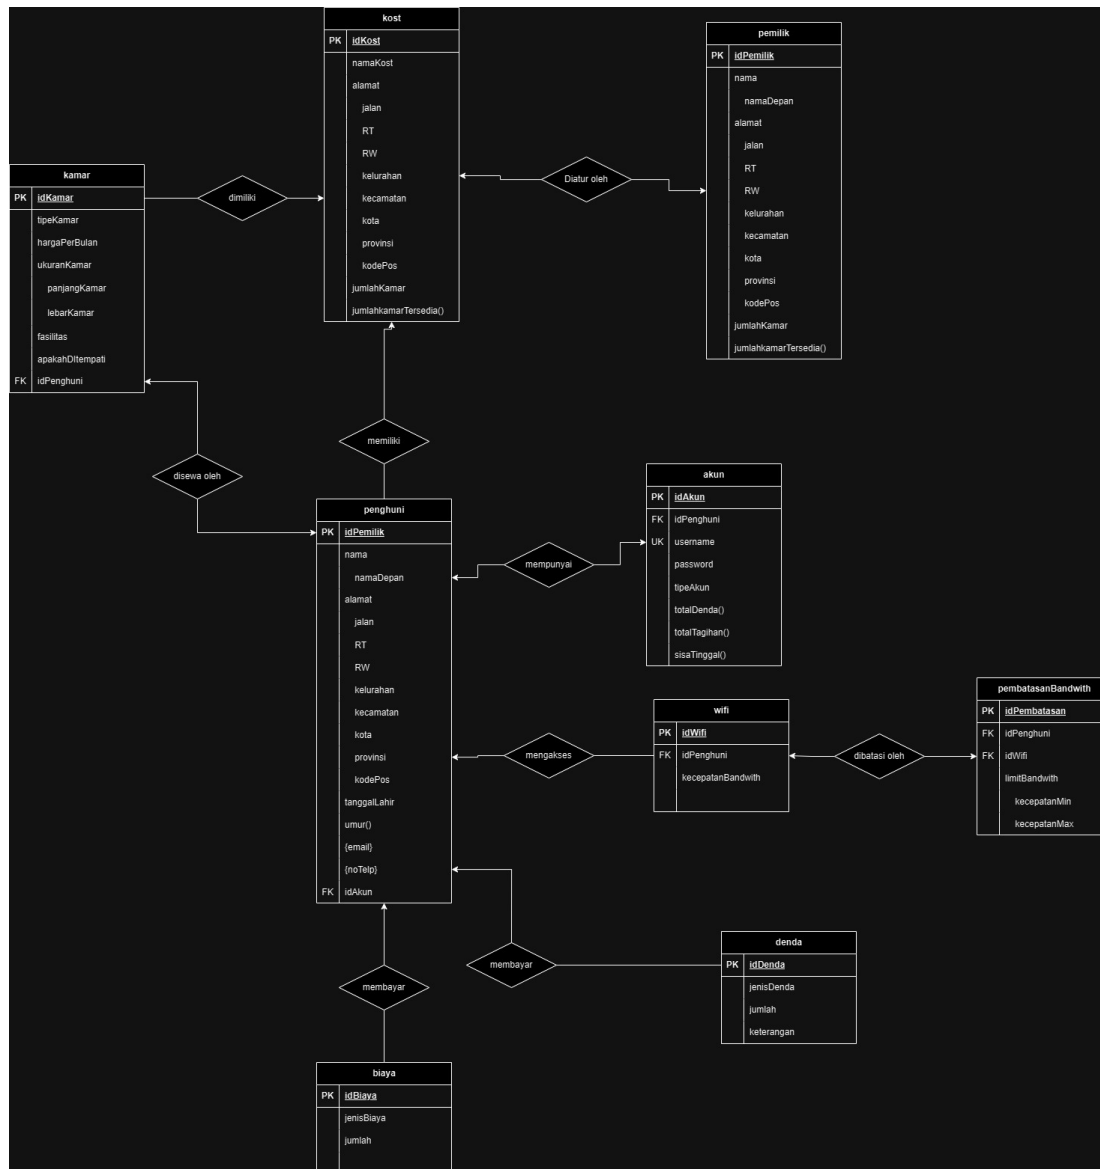 kost
PK idKost
namaKost
alamat
jalan
RT
RW
kelurahan
kecamatan
kota
provinsi
kodePos
jumlahKamar
jumlahkamarTersedia()
pemilik
PK idPemilik
nama
namaDepan
alamat
jalan
RT
RW
kelurahan
kecamatan
kota
provinsi
kodePos
jumlahKamar
jumlahkamarTersedia()
Diatur oleh
kamar
PK idKamar
tipeKamar
hargaPerBulan
ukuranKamar
panjangKamar
lebarKamar
fasilitas
apakahDItempati
FK idPenghuni
dimiliki
memiliki
disewa oleh
penghuni
PK idPemilik
nama
namaDepan
alamat
jalan
RT
RW
kelurahan
kecamatan
kota
provinsi
kodePos
tanggalLahir
umur()
{email}
{noTelp}
FK idAkun
mempunyai
akun
PK idAkun
FK idPenghuni
UK username
password
tipeAkun
totalDenda()
totalTagihan()
sisaTinggal()
mengakses
wifi
PK idWifi
FK idPenghuni
kecepatanBandwith
dibatasi oleh
pembatasanBandwith
PK idPembatasan
FK idPenghuni
FK idWifi
limitBandwith
kecepatanMin
kecepatanMax
membayar
denda
PK idDenda
jenisDenda
jumlah
keterangan
membayar
biaya
PK idBiaya
jenisBiaya
jumlah